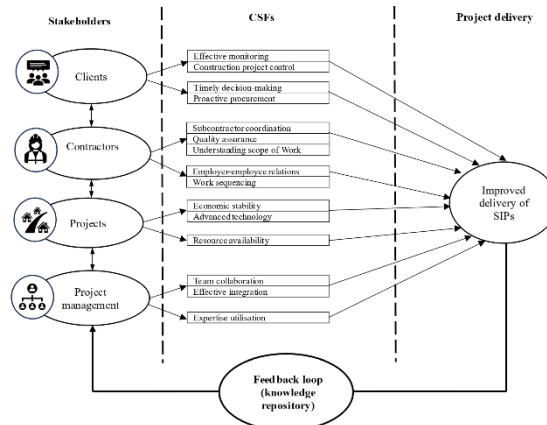 Stakeholders
CSFs
Project delivery
Clients
Effective monitoring
Construction project control
Timely decision-making
Proactive procurement
Contractors
Subcontractor coordination
Quality assurance
Understanding scope of Work
Employer-employee relations
Work sequencing
Projects
Economic stability
Advanced technology
Resource availability
Project
management
Team collaboration
Effective integration
Expertise utilisation
Improved
delivery of
SIPs
Feedback loop
(knowledge
repository)